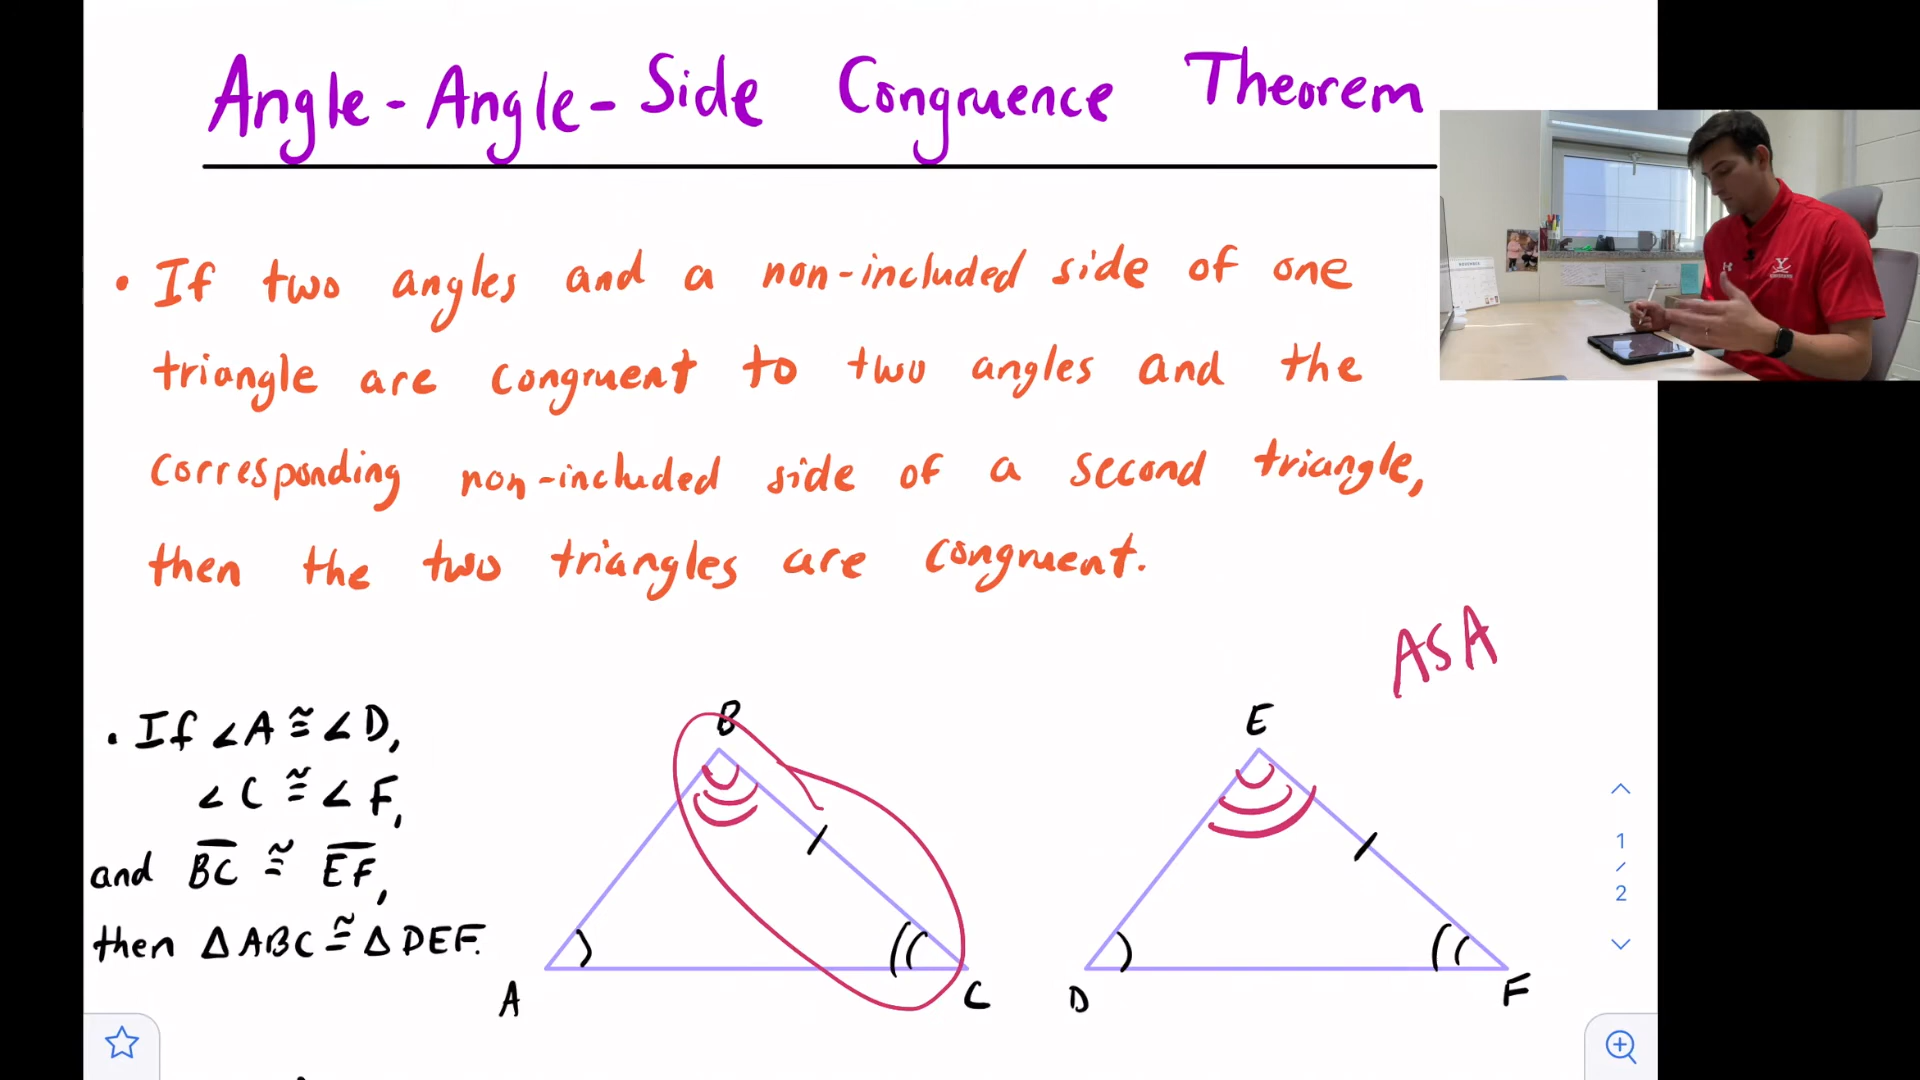 Angle-Angle-Side Congruence Theorem
• If two angles and a non-included side of one
triangle are congruent to two angles and the
corresponding non-included side of a second triangle,
then the two triangles are congruent.
ASA
• If ∠A ≅ ∠D,
∠C ≅ ∠F,
and B̅C̅ ≅ E̅F̅,
then △ABC ≅ △DEF.
B
E
A
C
D
F
1
/
2